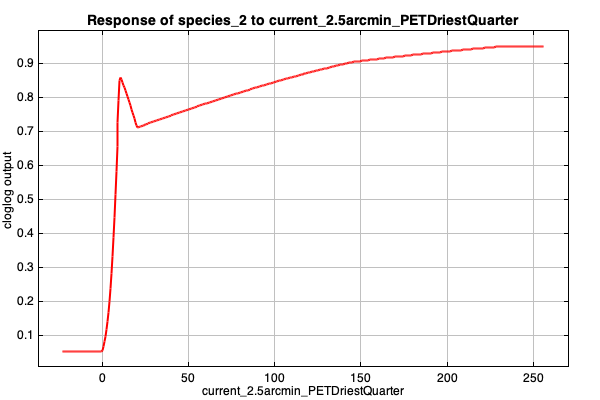 Response of species_2 to current_2.5arcmin_PETDriestQuarter
cloglog output
0.9
0.8
0.7
0.6
0.5
0.4
0.3
0.2
0.1
0 50 100 150 200 250
current_2.5arcmin_PETDriestQuarter